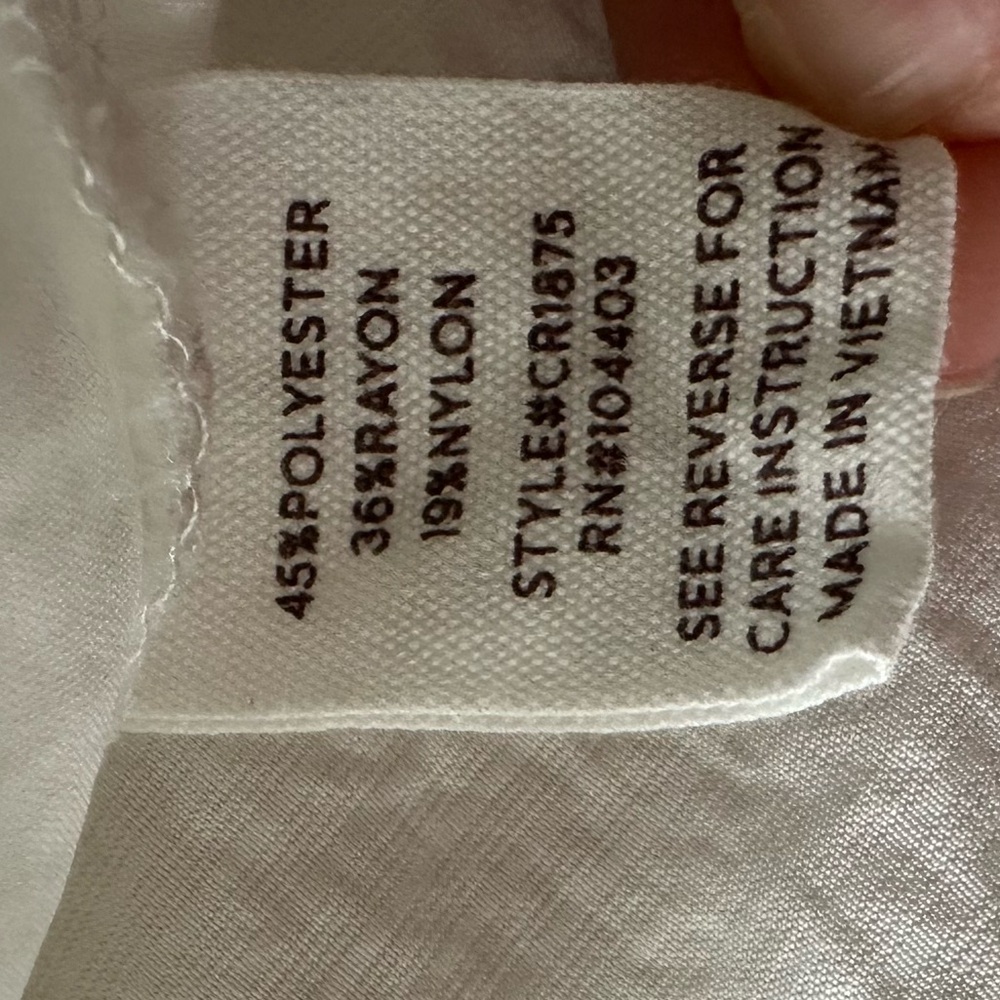 45%POLYESTER
36%RAYON
19%NYLON
STYLE#CR1875
RN#104403
SEE REVERSE FOR
CARE INSTRUCTION
MADE IN VIETNAM